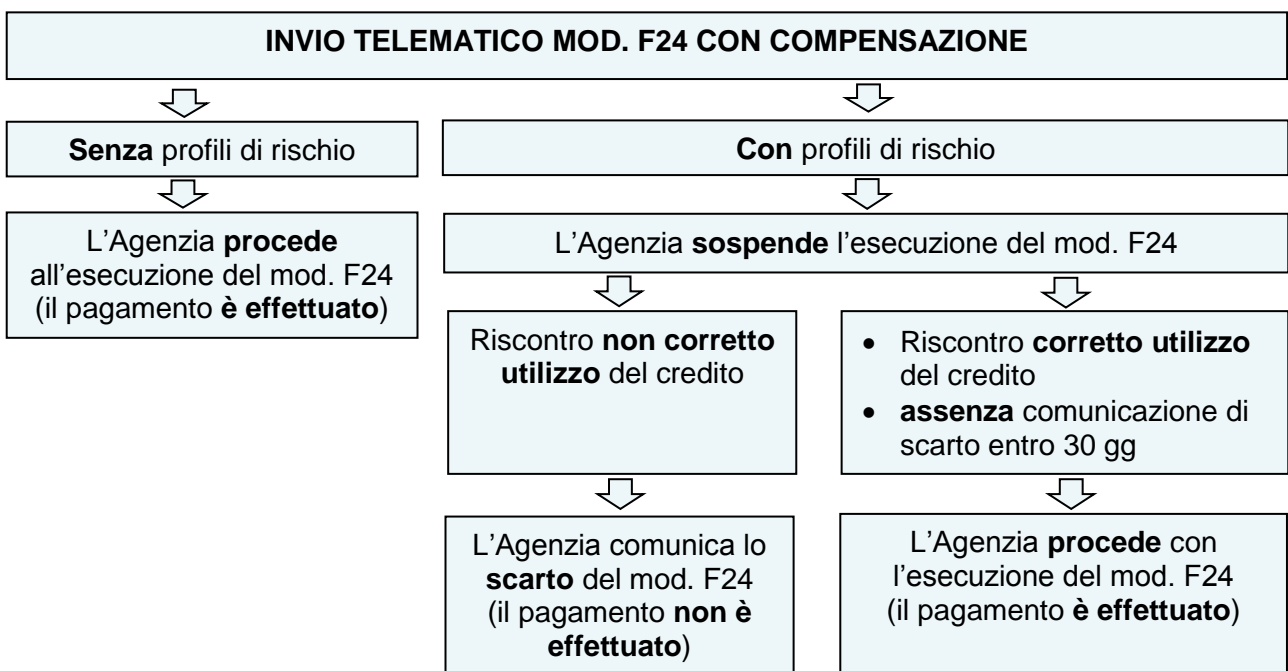 INVIO TELEMATICO MOD. F24 CON COMPENSAZIONE
Senza profili di rischio
Con profili di rischio
L’Agenzia procede
all’esecuzione del mod. F24
(il pagamento è effettuato)
L’Agenzia sospende l’esecuzione del mod. F24
Riscontro non corretto
utilizzo del credito
• Riscontro corretto utilizzo
del credito
• assenza comunicazione di
scarto entro 30 gg
L’Agenzia comunica lo
scarto del mod. F24
(il pagamento non è
effettuato)
L’Agenzia procede con
l’esecuzione del mod. F24
(il pagamento è effettuato)